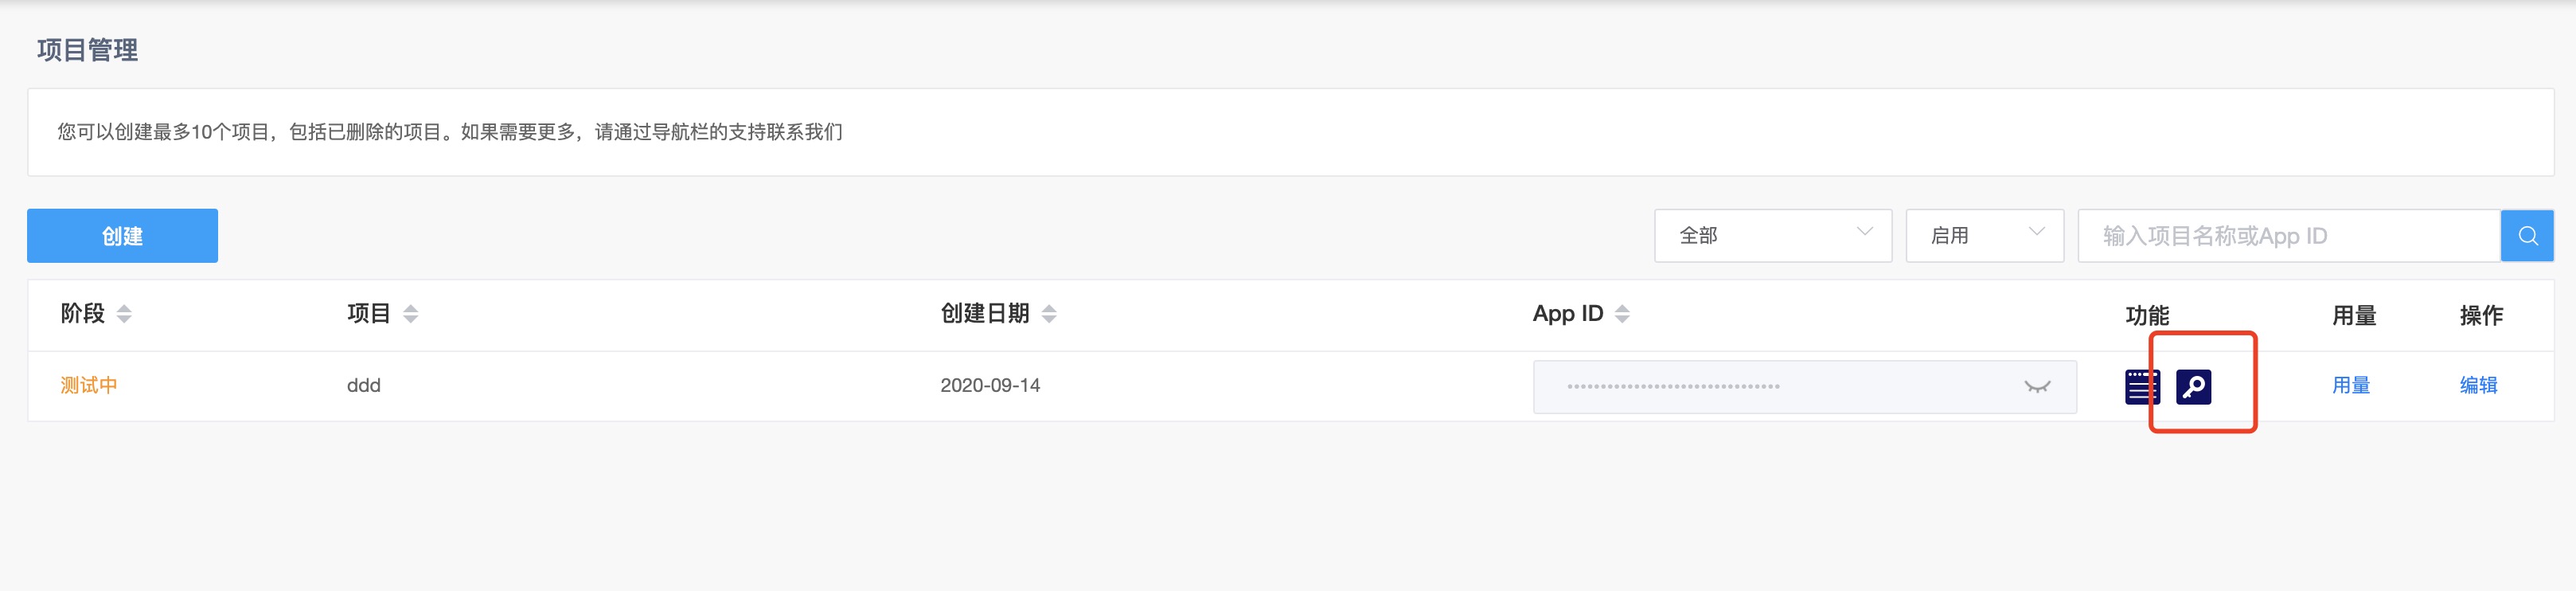 项目管理
您可以创建最多10个项目，包括已删除的项目。如果需要更多，请通过导航栏的支持联系我们
创建
全部
启用
输入项目名称或App ID
阶段 项目 创建日期 App ID 功能 用量 操作
测试中 ddd 2020-09-14 用量 编辑